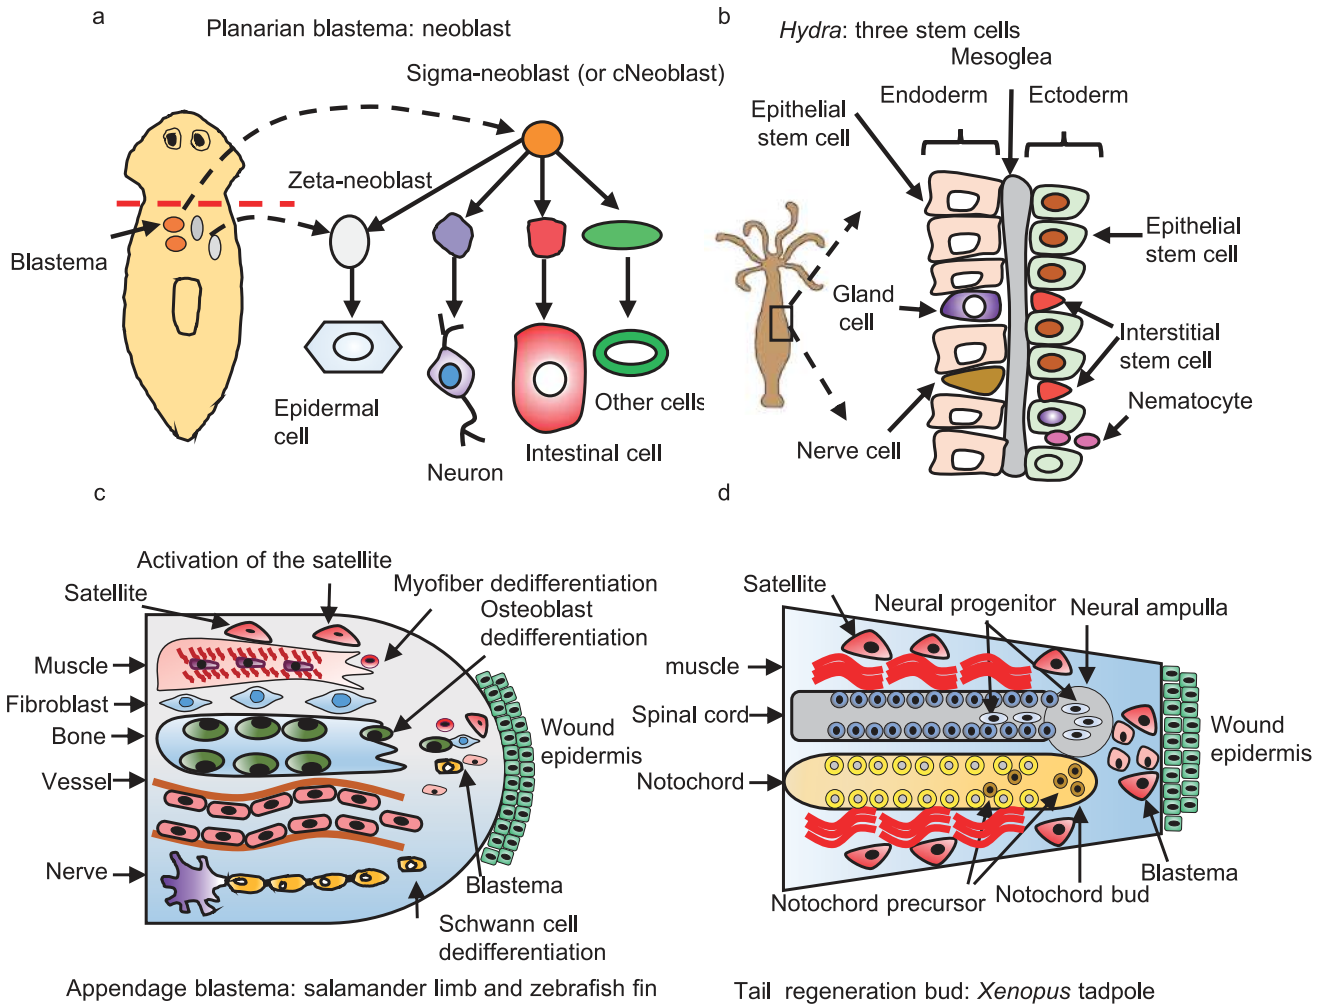 a
Planarian blastema: neoblast
Sigma-neoblast (or cNeoblast)
Zeta-neoblast
Blastema
Epidermal
cell
Neuron
Intestinal cell
Other cells
b
Hydra: three stem cells
Mesoglea
Endoderm
Ectoderm
Epithelial
stem cell
Epithelial
stem cell
Gland
cell
Interstitial
stem cell
Nematocyte
Nerve cell
c
Activation of the satellite
Satellite
Myofiber dedifferentiation
Osteoblast
dedifferentiation
Muscle
Fibroblast
Bone
Vessel
Nerve
Wound
epidermis
Blastema
Schwann cell
dedifferentiation
Appendage blastema: salamander limb and zebrafish fin
d
Satellite
Neural progenitor
Neural ampulla
muscle
Spinal cord
Notochord
Wound
epidermis
Blastema
Notochord bud
Notochord precursor
Tail regeneration bud: Xenopus tadpole